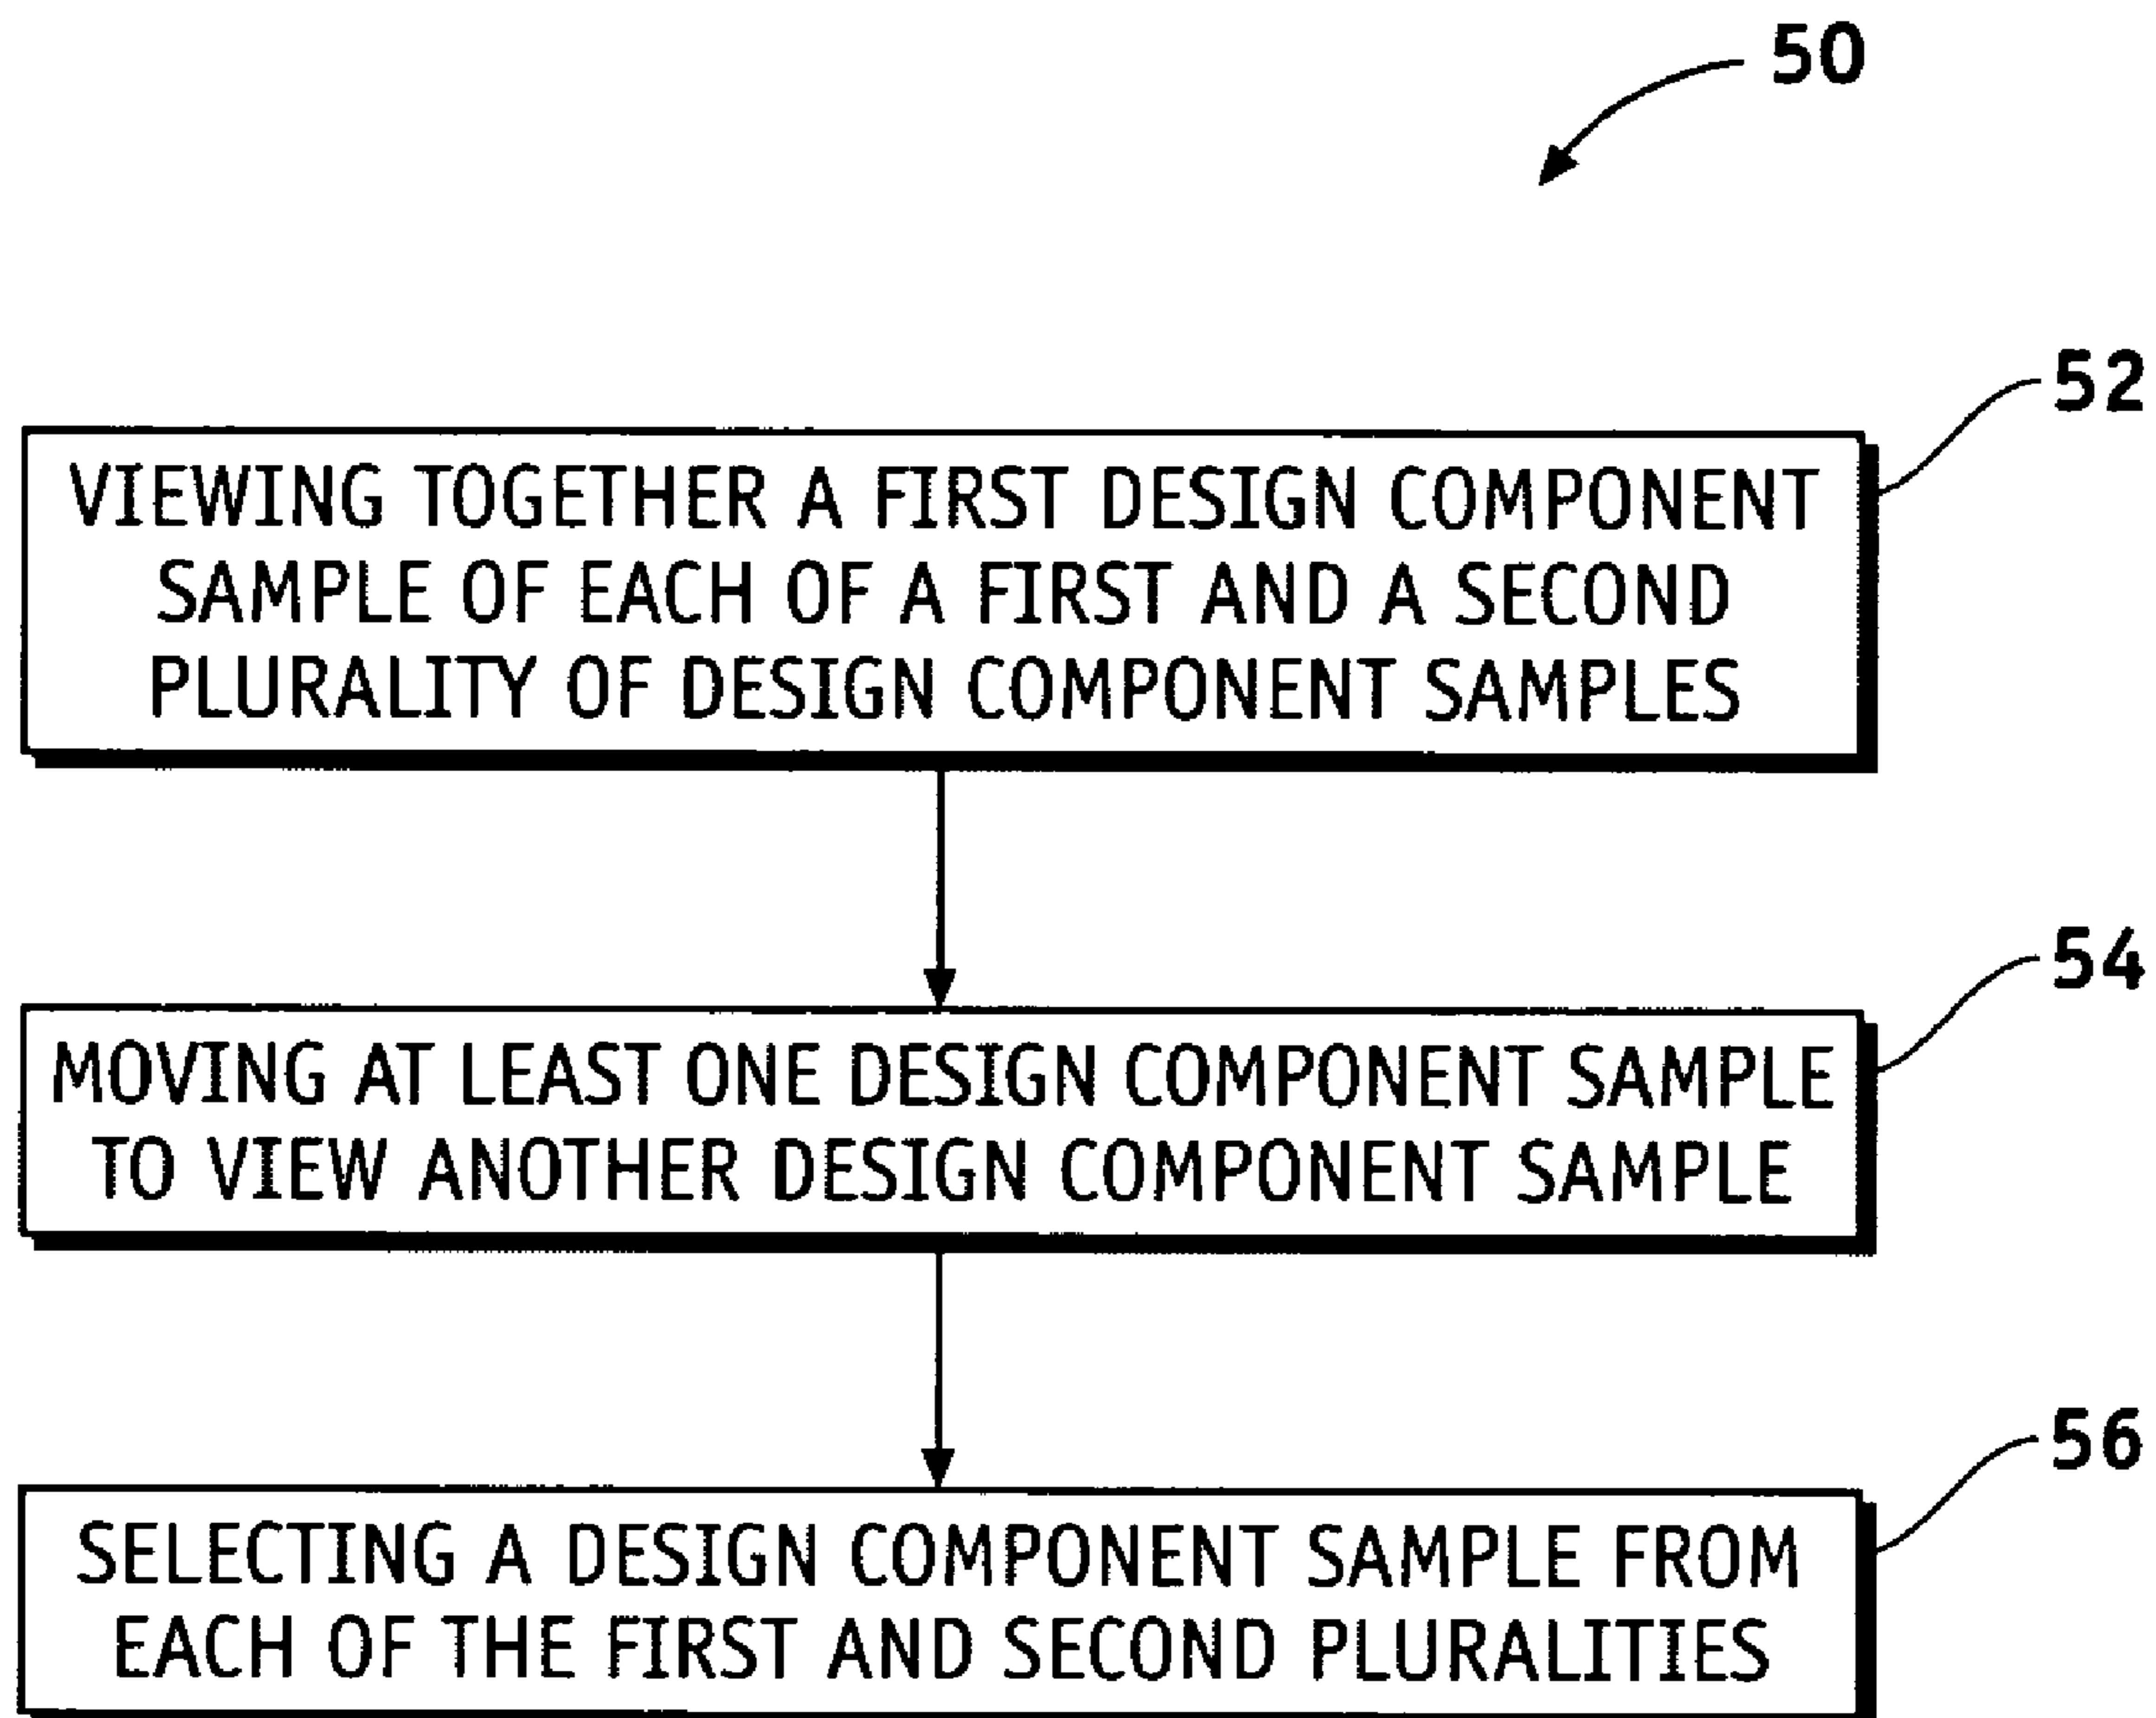 50
52
VIEWING TOGETHER A FIRST DESIGN COMPONENT
SAMPLE OF EACH OF A FIRST AND A SECOND
PLURALITY OF DESIGN COMPONENT SAMPLES
54
MOVING AT LEAST ONE DESIGN COMPONENT SAMPLE
TO VIEW ANOTHER DESIGN COMPONENT SAMPLE
56
SELECTING A DESIGN COMPONENT SAMPLE FROM
EACH OF THE FIRST AND SECOND PLURALITIES